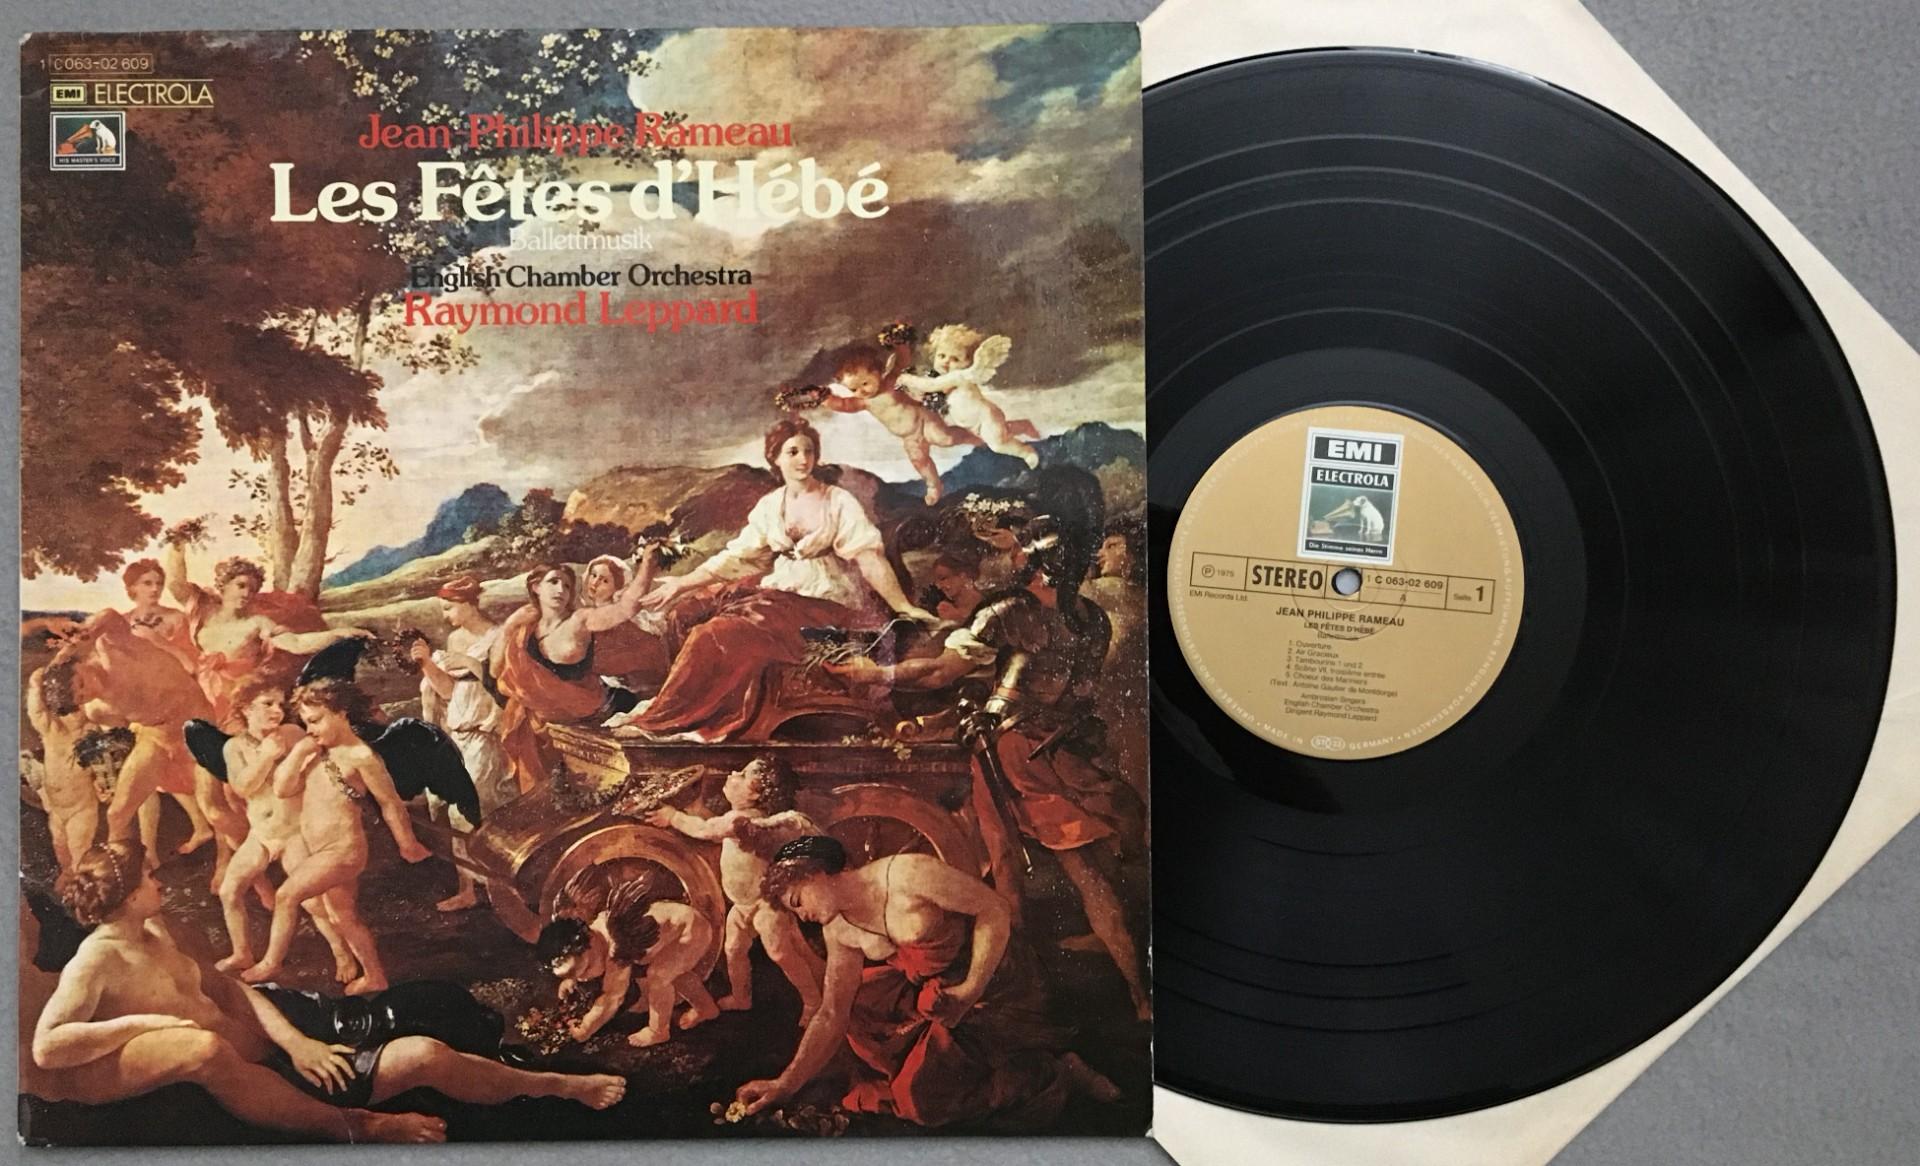 1 C 063-02 609
EMI ELECTROLA
HIS MASTER'S VOICE
Jean-Philippe Rameau
Les Fêtes d'Hébé
Ballettmusik
English Chamber Orchestra
Raymond Leppard
EMI
ELECTROLA
Die Stimme seines Herrn
℗ 1975 STEREO 1 C 063-02 609 Seite 1
EMI Records Ltd. A
JEAN PHILIPPE RAMEAU
LES FÊTES D'HÉBÉ
Ballettmusik
1. Ouverture
2. Air Gracieux
3. Tambourins 1 und 2
4. Scène VII, troisième entrée
5. Choeur des Mariniers
(Text: Antoine Gautier de Montdorge)
Ambrosian Singers
English Chamber Orchestra
Dirigent Raymond Leppard
MADE IN GERMANY